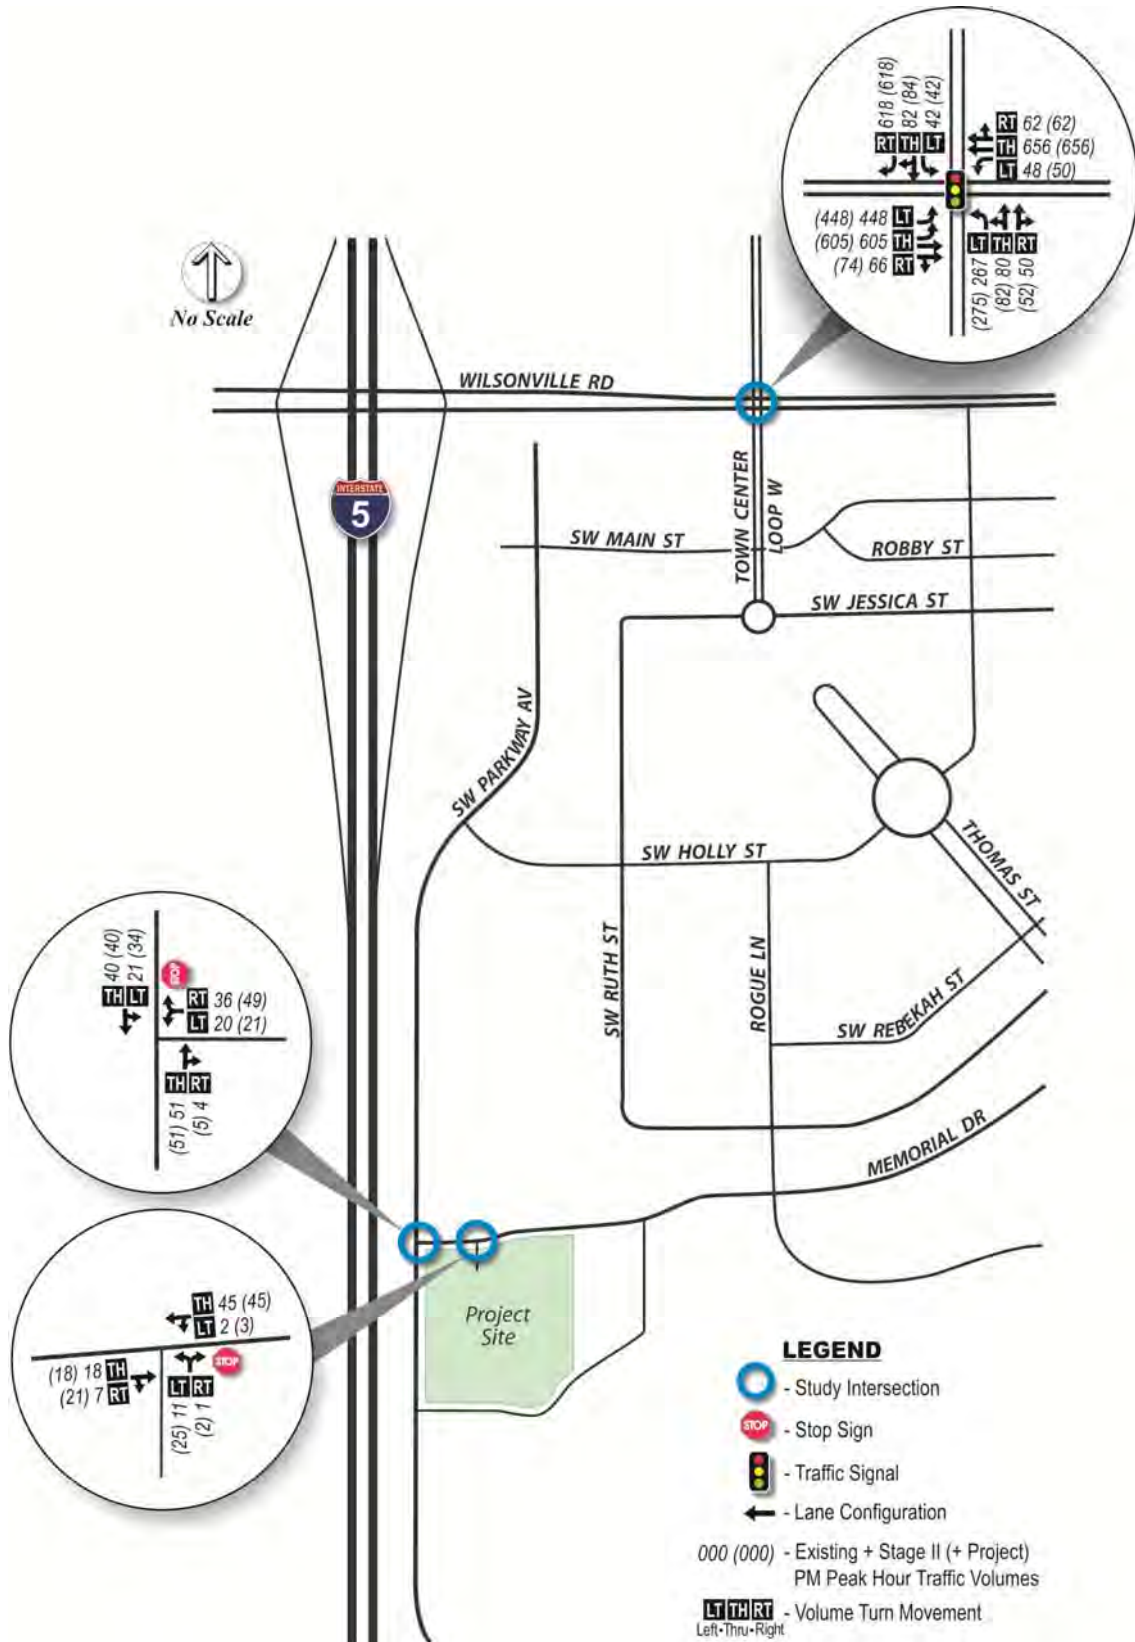 618 (618)
82 (84)
42 (42)
RT TH LT
RT 62 (62)
TH 656 (656)
LT 48 (50)
(448) 448 LT
(605) 605 TH
(74) 66 RT
LT TH RT
(275) 267
(82) 80
(52) 50
No Scale
WILSONVILLE RD
INTERSTATE
5
TOWN CENTER
LOOP W
SW MAIN ST
ROBBY ST
SW JESSICA ST
SW PARKWAY AV
SW HOLLY ST
THOMAS ST
SW RUTH ST
ROGUE LN
SW REBEKAH ST
MEMORIAL DR
40 (40)
21 (34)
TH LT
STOP
RT 36 (49)
LT 20 (21)
TH RT
(51) 51
(5) 4
TH 45 (45)
LT 2 (3)
(18) 18 TH
(21) 7 RT
LT RT
STOP
(25) 11
(2) 1
Project
Site
LEGEND
- Study Intersection
STOP - Stop Sign
- Traffic Signal
- Lane Configuration
000 (000) - Existing + Stage II (+ Project)
PM Peak Hour Traffic Volumes
LT TH RT - Volume Turn Movement
Left•Thru•Right